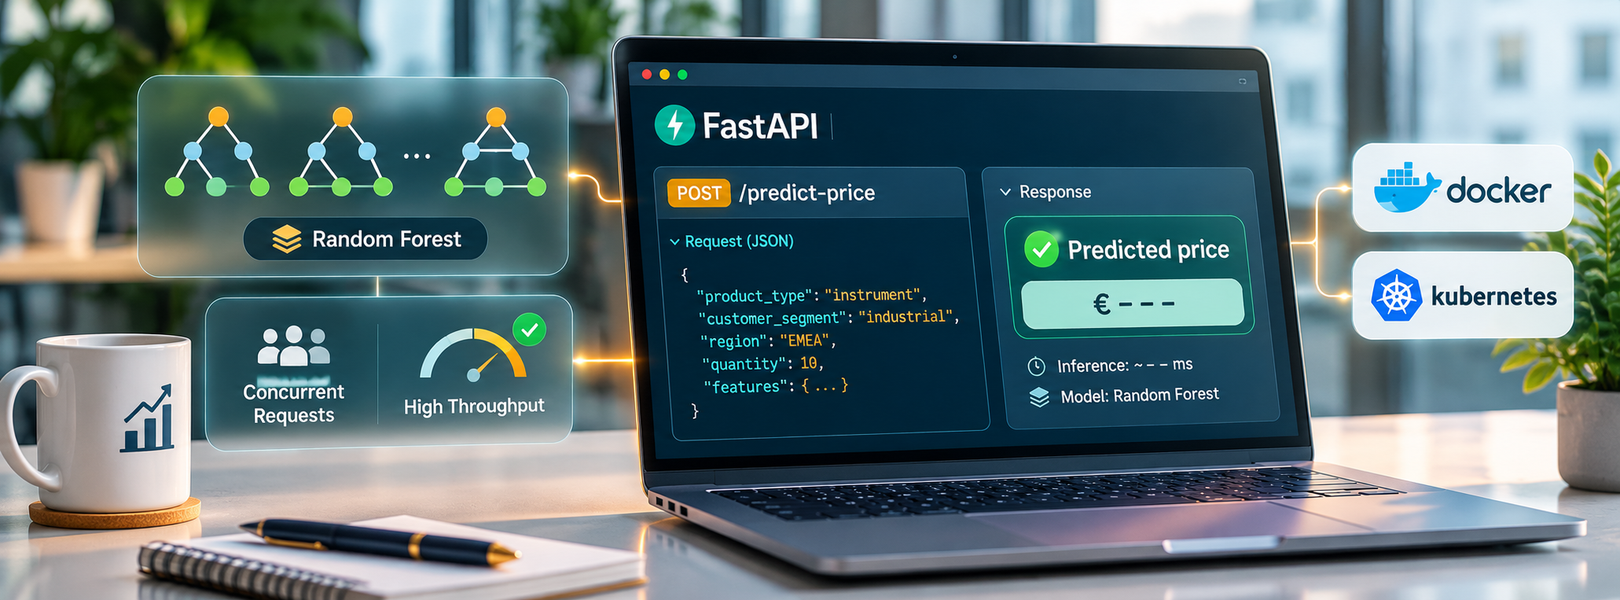 Random Forest
Concurrent
Requests
High Throughput
FastAPI
POST /predict-price
Request (JSON)
{
"product_type": "instrument",
"customer_segment": "industrial",
"region": "EMEA",
"quantity": 10,
"features": { ... }
}
Response
Predicted price
€ – – –
Inference: ~ – – ms
Model: Random Forest
docker
kubernetes